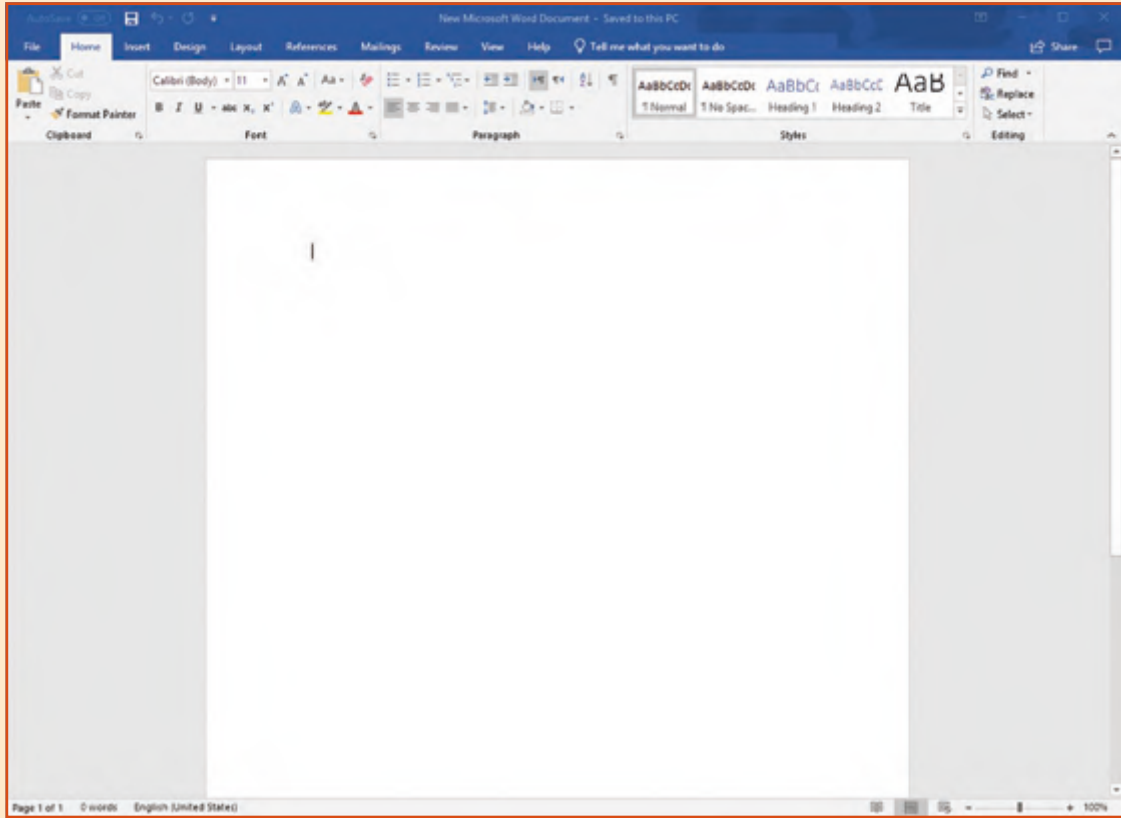 AutoSave Off New Microsoft Word Document - Saved to this PC
File Home Insert Design Layout References Mailings Review View Help Tell me what you want to do Share
Paste
Cut
Copy
Format Painter
Calibri (Body) 11 A A Aa
B I U abc X, X'
AaBbCcDc AaBbCcDc AaBbCc AaBbCcC AaB
¶ Normal ¶ No Spac... Heading 1 Heading 2 Title
Find
Replace
Select
Clipboard Font Paragraph Styles Editing
Page 1 of 1 0 words English (United States) 100%